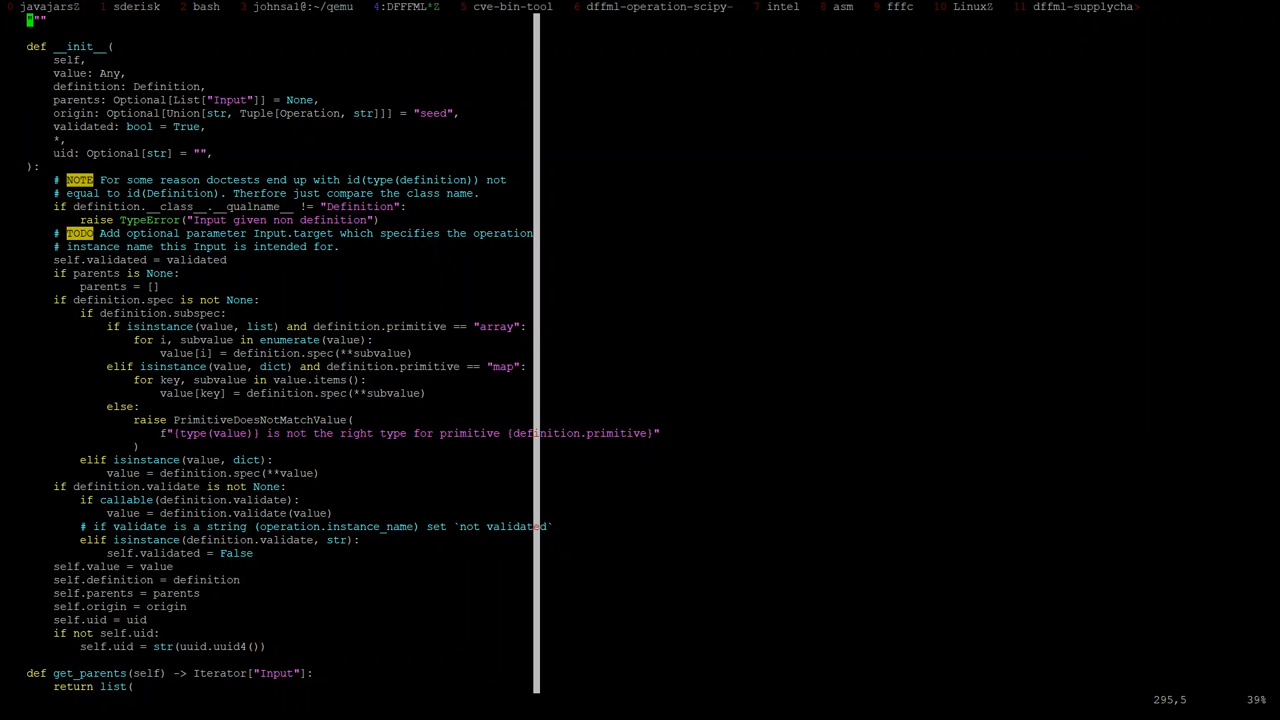 0 javajarsZ 1 sderisk 2 bash 3 johnsal@:~/qemu 4:DFFFML*Z 5 cve-bin-tool 6 dffml-operation-scipy- 7 intel 8 asm 9 fffc 10 LinuxZ 11 dffml-supplycha>
"""
def __init__(
self,
value: Any,
definition: Definition,
parents: Optional[List["Input"]] = None,
origin: Optional[Union[str, Tuple[Operation, str]]] = "seed",
validated: bool = True,
*,
uid: Optional[str] = "",
):
# NOTE For some reason doctests end up with id(type(definition)) not
# equal to id(Definition). Therfore just compare the class name.
if definition.__class__.__qualname__ != "Definition":
raise TypeError("Input given non definition")
# TODO Add optional parameter Input.target which specifies the operation
# instance name this Input is intended for.
self.validated = validated
if parents is None:
parents = []
if definition.spec is not None:
if definition.subspec:
if isinstance(value, list) and definition.primitive == "array":
for i, subvalue in enumerate(value):
value[i] = definition.spec(**subvalue)
elif isinstance(value, dict) and definition.primitive == "map":
for key, subvalue in value.items():
value[key] = definition.spec(**subvalue)
else:
raise PrimitiveDoesNotMatchValue(
f"{type(value)} is not the right type for primitive {definition.primitive}"
)
elif isinstance(value, dict):
value = definition.spec(**value)
if definition.validate is not None:
if callable(definition.validate):
value = definition.validate(value)
# if validate is a string (operation.instance_name) set `not validated`
elif isinstance(definition.validate, str):
self.validated = False
self.value = value
self.definition = definition
self.parents = parents
self.origin = origin
self.uid = uid
if not self.uid:
self.uid = str(uuid.uuid4())
def get_parents(self) -> Iterator["Input"]:
return list(
295,5 39%